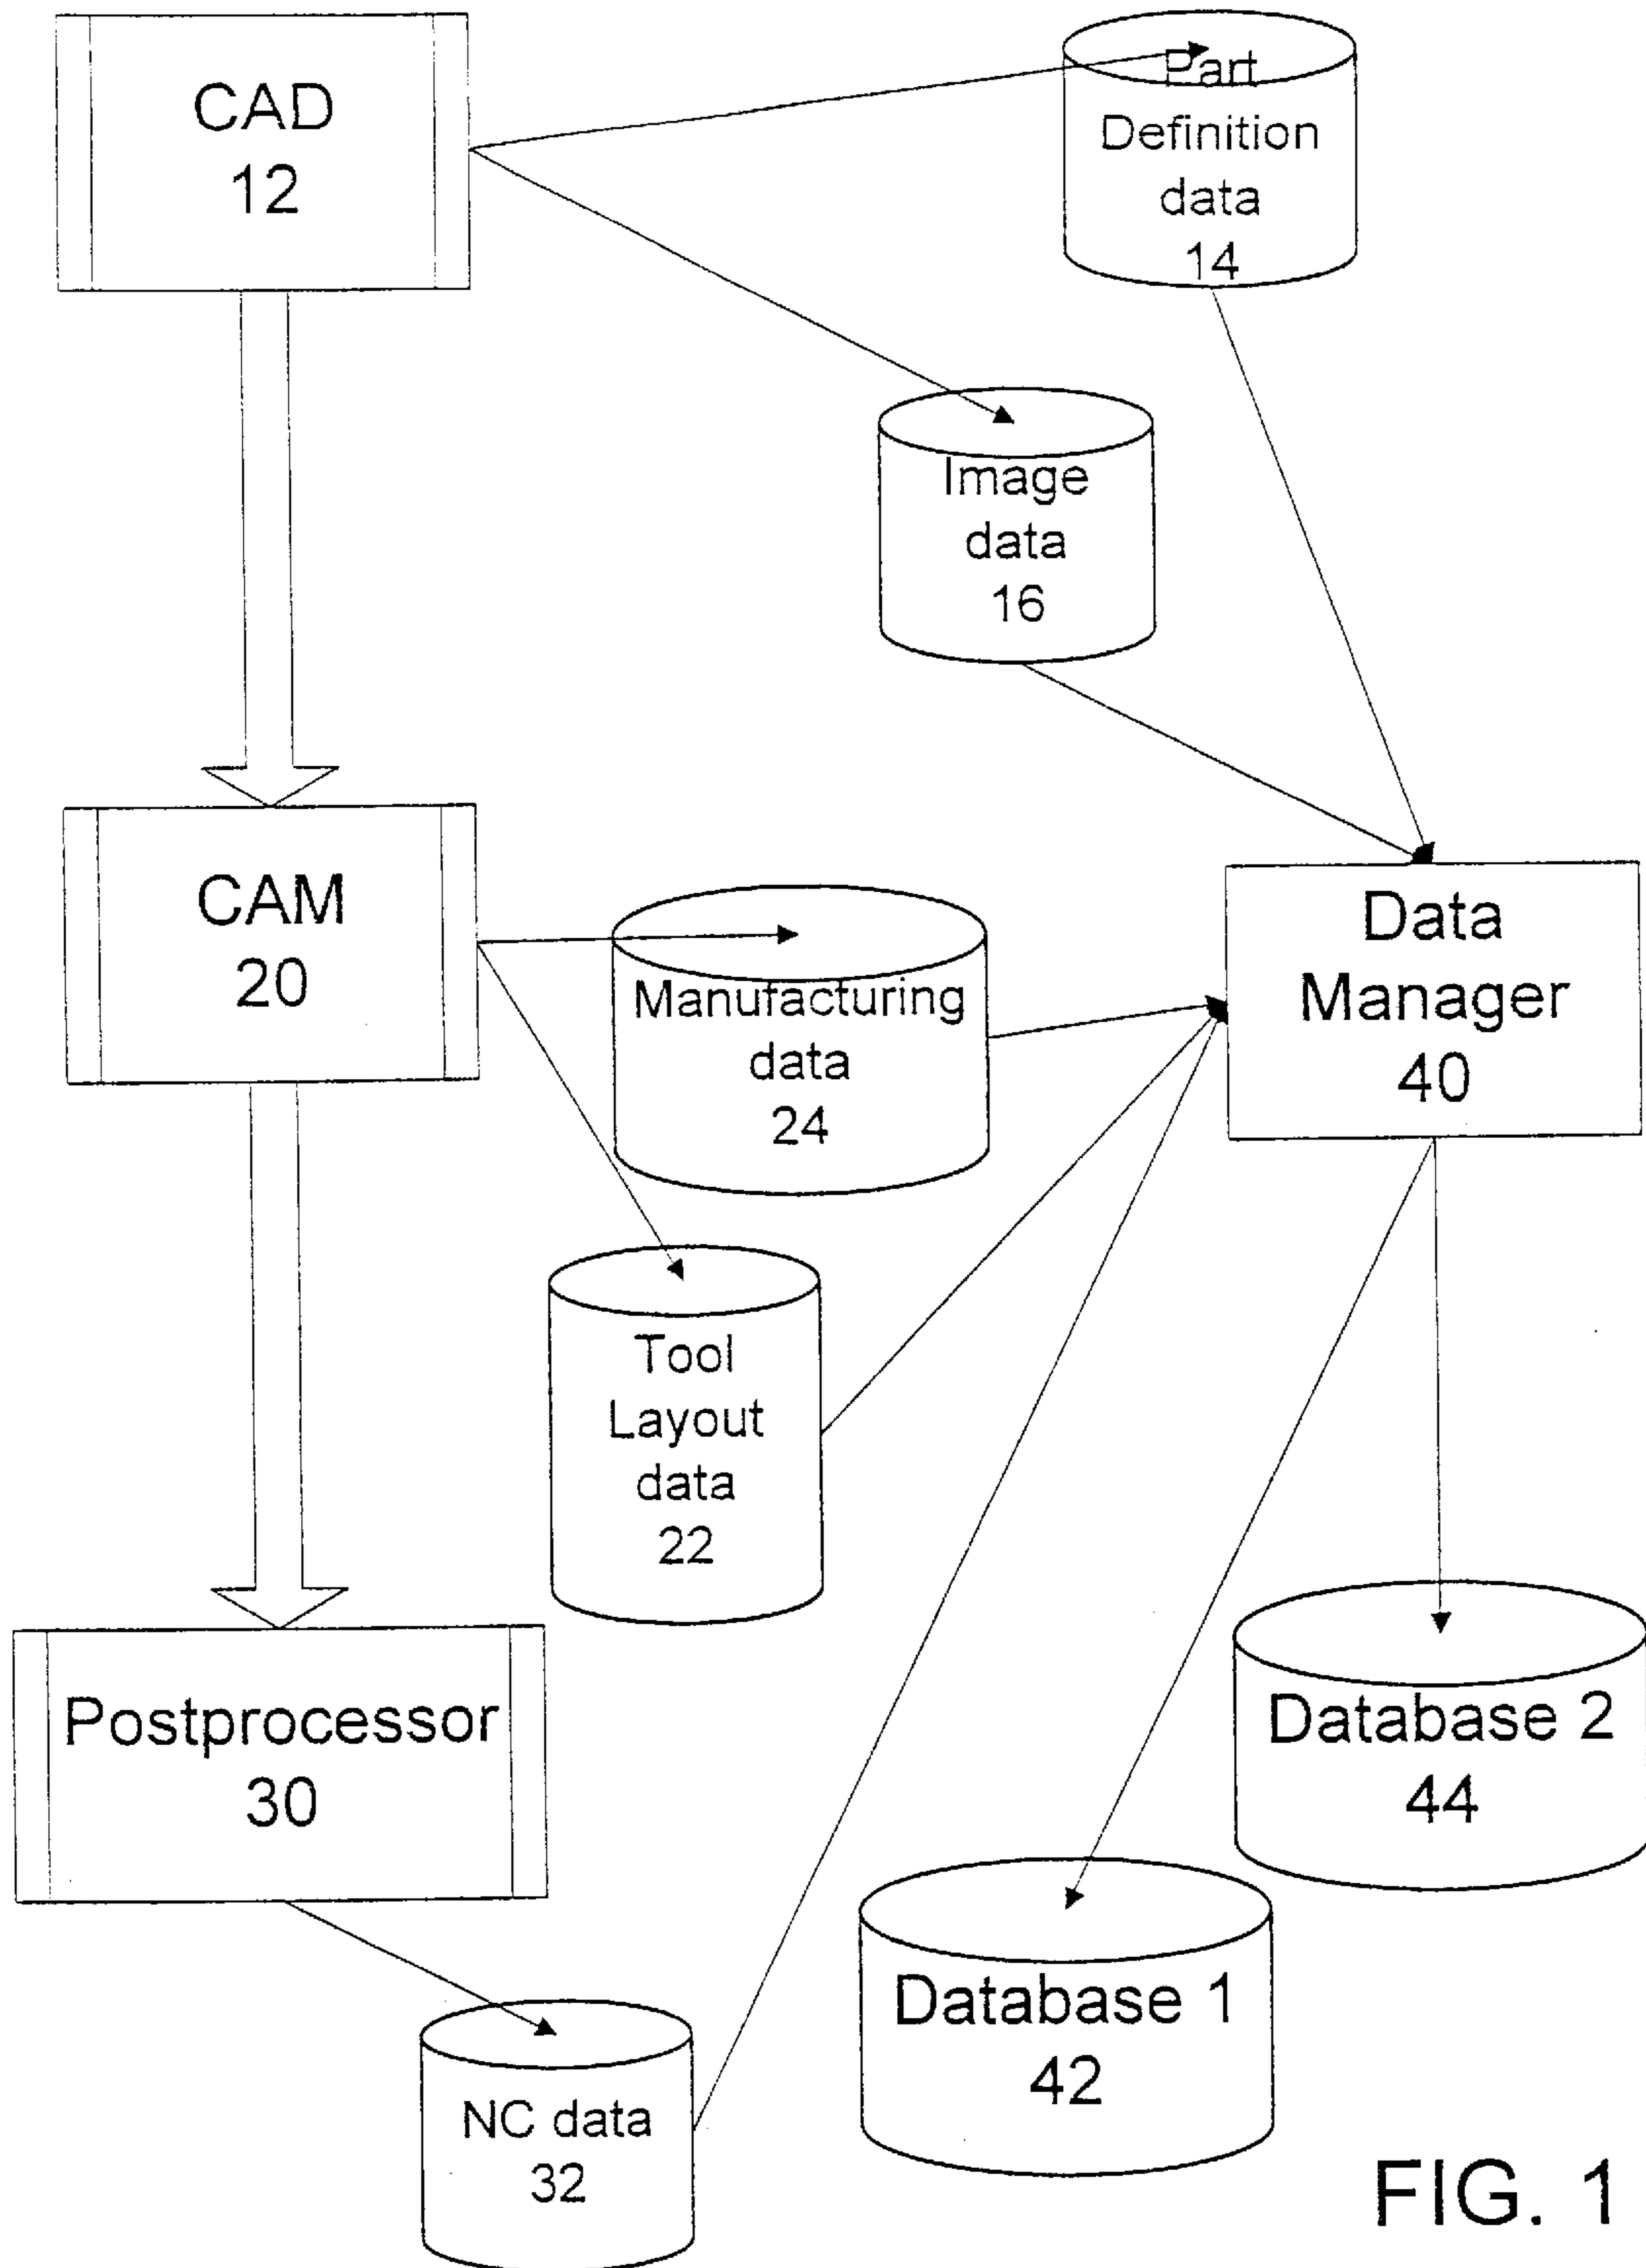 CAD
12
Part
Definition
data
14
Image
data
16
CAM
20
Manufacturing
data
24
Data
Manager
40
Tool
Layout
data
22
Postprocessor
30
Database 2
44
Database 1
42
NC data
32
FIG. 1